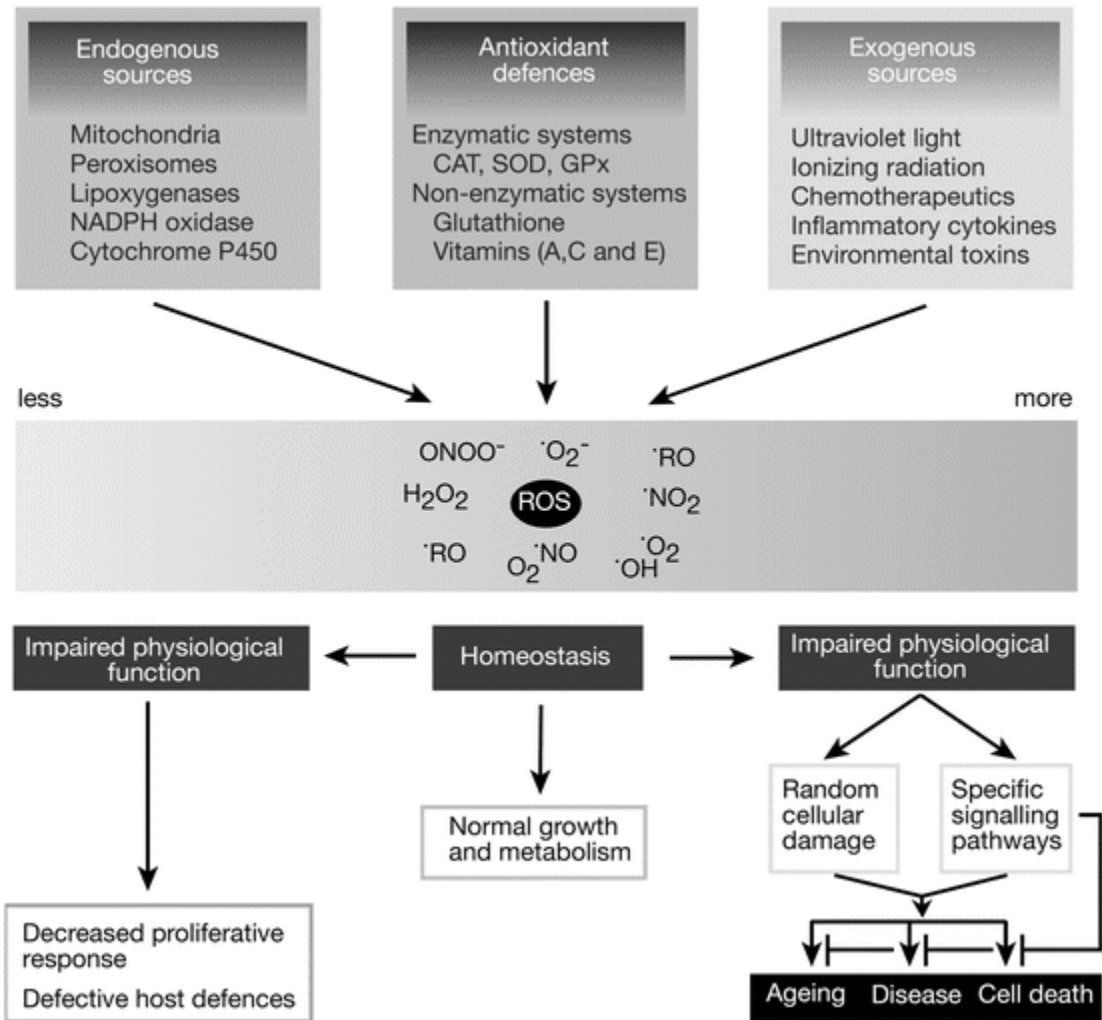 Endogenous
sources
Mitochondria
Peroxisomes
Lipoxygenases
NADPH oxidase
Cytochrome P450
Antioxidant
defences
Enzymatic systems
CAT, SOD, GPx
Non-enzymatic systems
Glutathione
Vitamins (A,C and E)
Exogenous
sources
Ultraviolet light
Ionizing radiation
Chemotherapeutics
Inflammatory cytokines
Environmental toxins
less
more
ONOO⁻ ˙O₂⁻ ˙RO
H₂O₂ ROS ˙NO₂
˙RO O₂ ˙NO ˙OH ˙O₂
Impaired physiological
function
Homeostasis
Impaired physiological
function
Decreased proliferative
response
Defective host defences
Normal growth
and metabolism
Random
cellular
damage
Specific
signalling
pathways
Ageing Disease Cell death